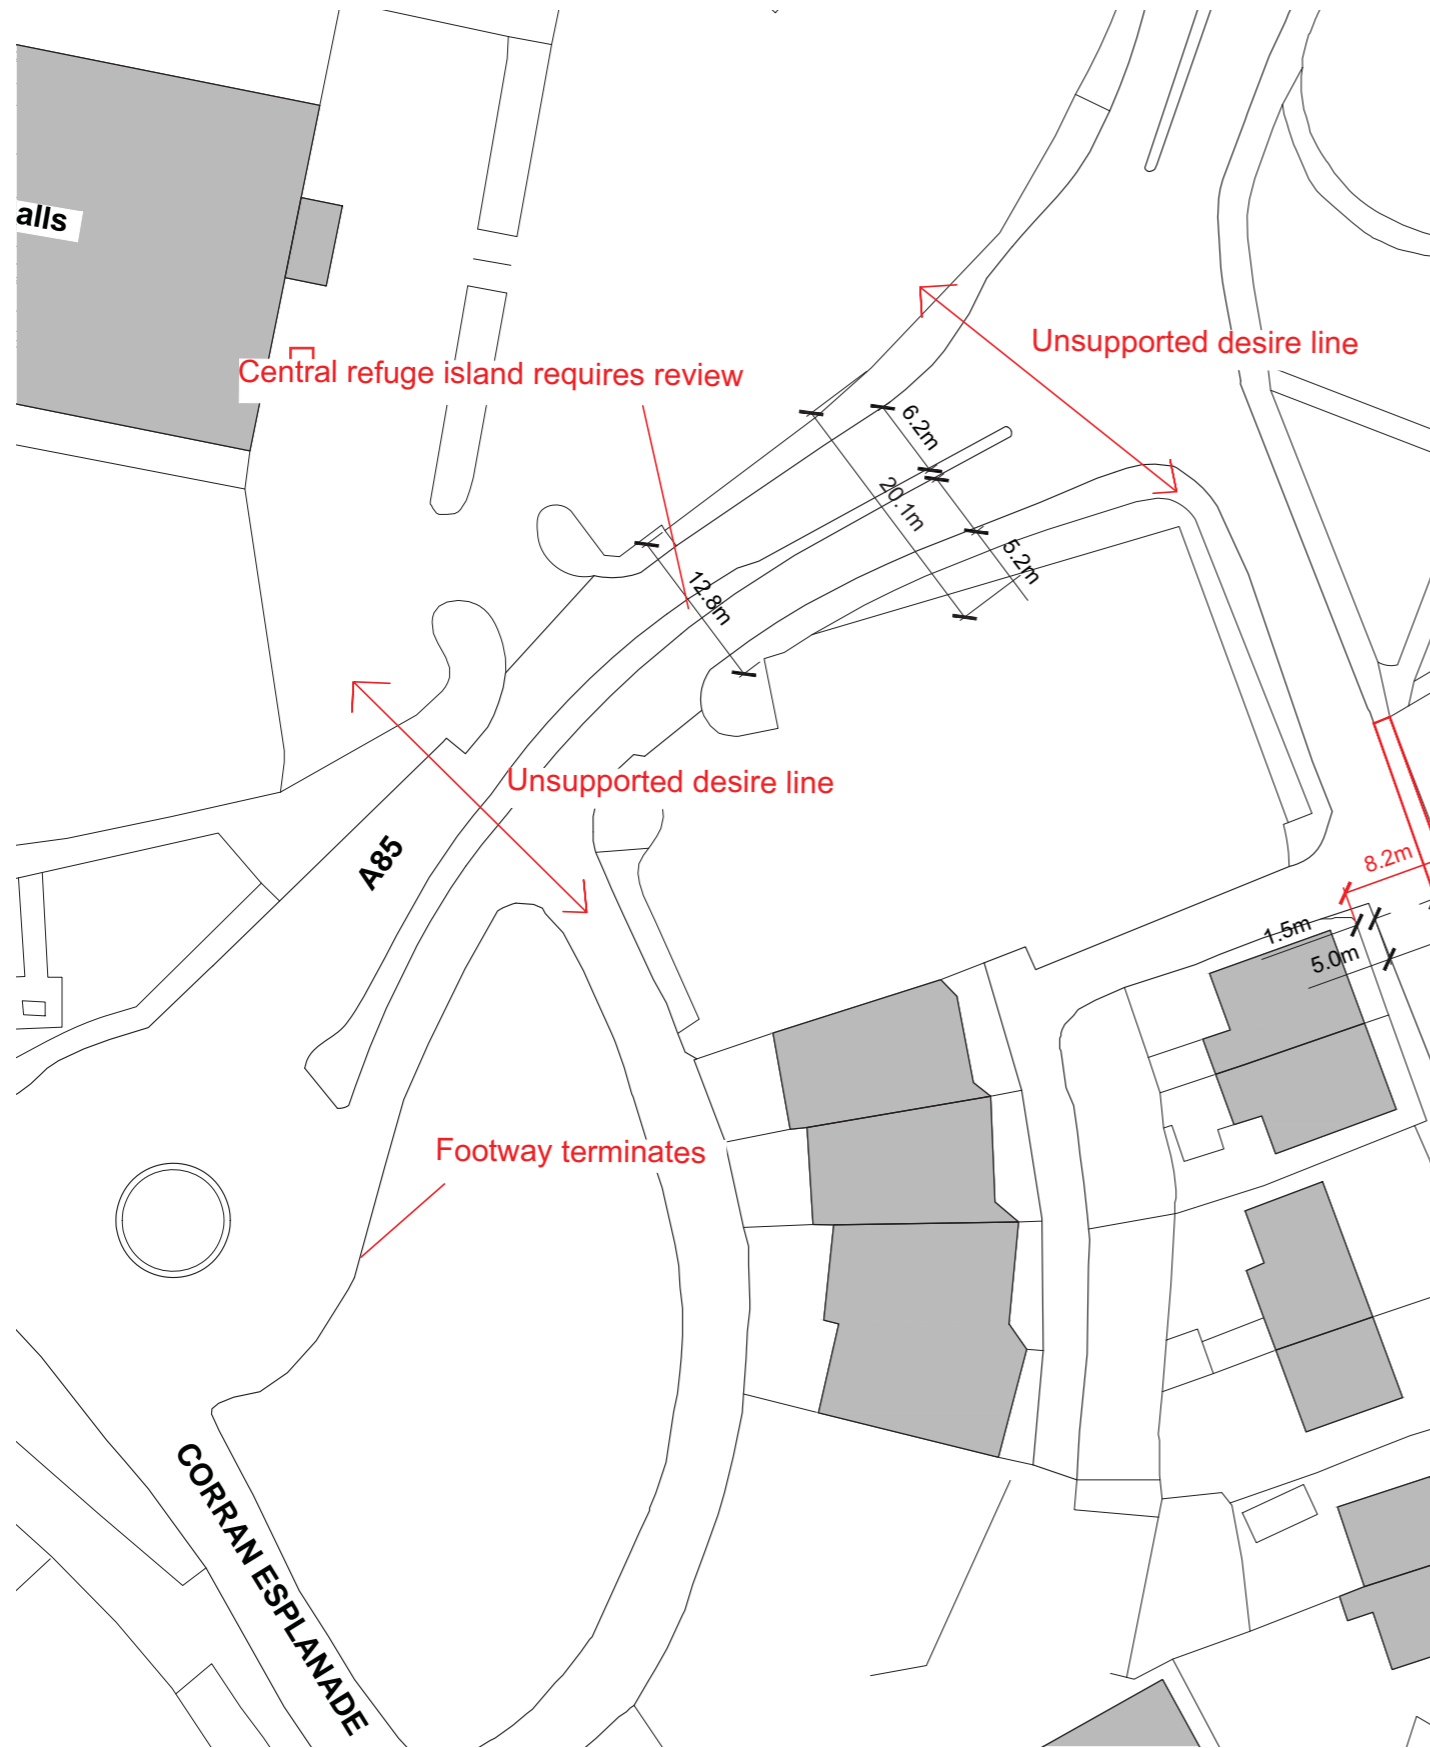 alls
Unsupported desire line
Central refuge island requires review
6.2m
20.1m
5.2m
12.8m
Unsupported desire line
A85
8.2m
1.5m
5.0m
Footway terminates
CORRAN ESPLANADE